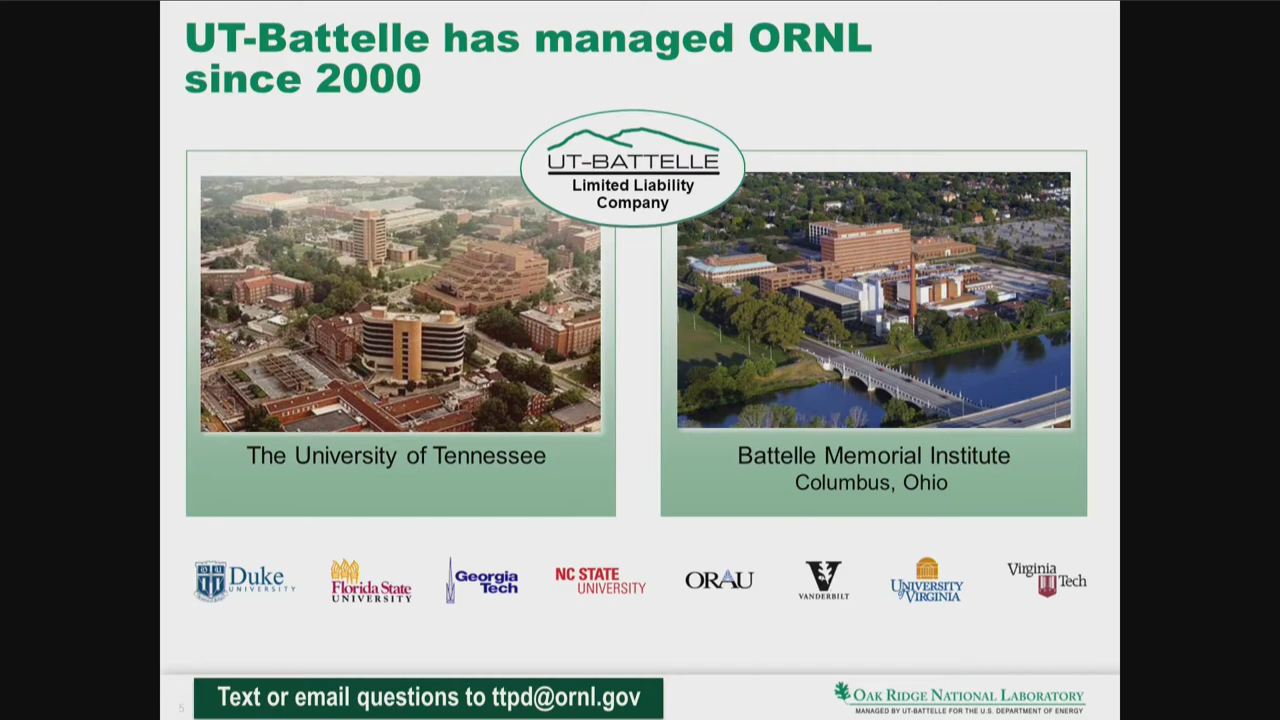 UT-Battelle has managed ORNL
since 2000
UT-BATTELLE
Limited Liability
Company
The University of Tennessee
Battelle Memorial Institute
Columbus, Ohio
Duke
UNIVERSITY
Florida State
UNIVERSITY
Georgia
Tech
NC STATE
UNIVERSITY
ORAU
V
VANDERBILT
UNIVERSITY
of VIRGINIA
Virginia
Tech
5
Text or email questions to ttpd@ornl.gov
OAK RIDGE NATIONAL LABORATORY
MANAGED BY UT-BATTELLE FOR THE U.S. DEPARTMENT OF ENERGY